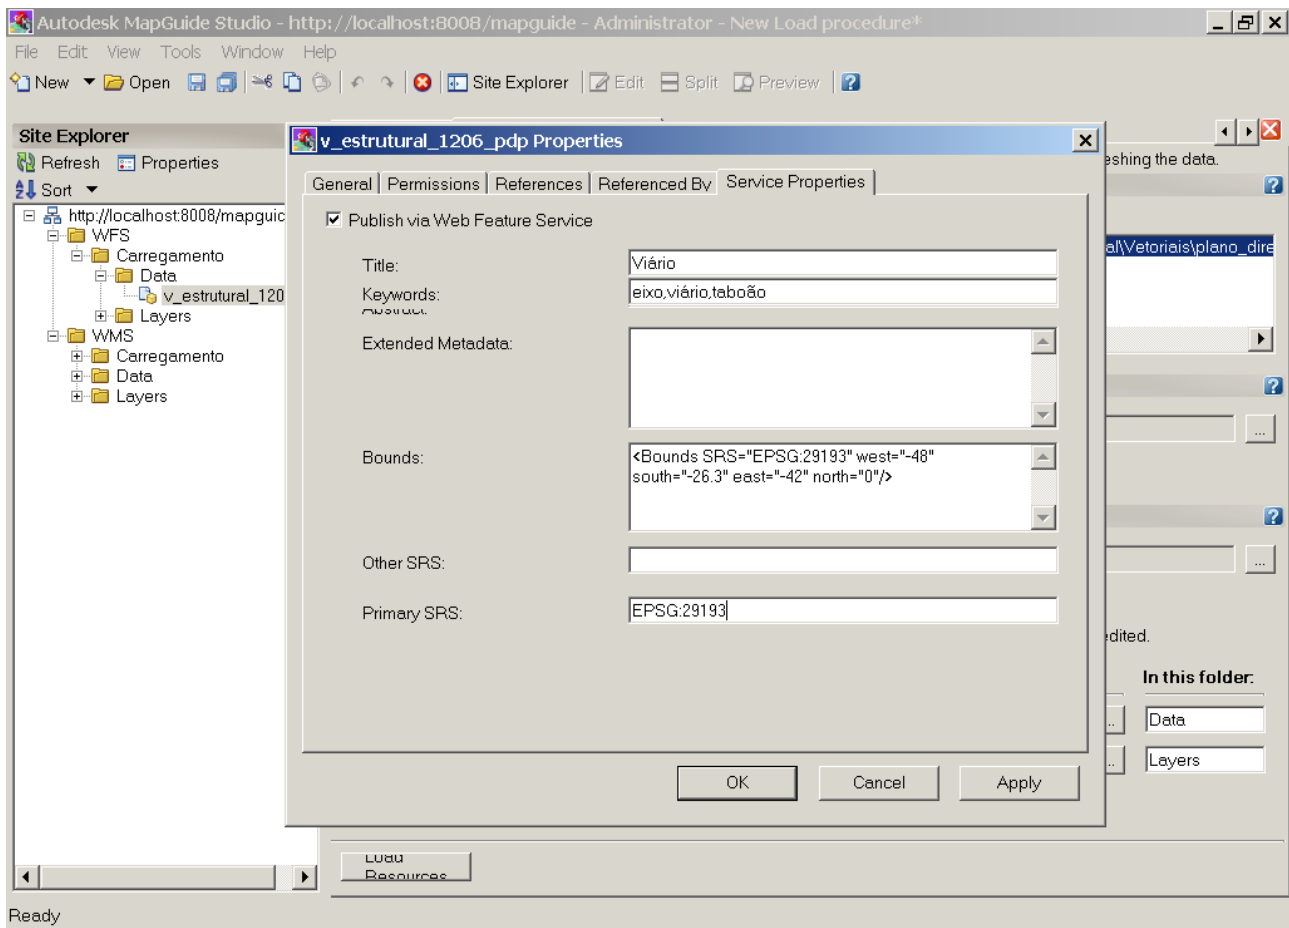 Autodesk MapGuide Studio - http://localhost:8008/mapguide - Administrator - New Load procedure*
File Edit View Tools Window Help
New Open Site Explorer Edit Split Preview
Site Explorer
Refresh Properties
Sort
http://localhost:8008/mapguic
WFS
Carregamento
Data
v_estrutural_120
Layers
WMS
Carregamento
Data
Layers
v_estrutural_1206_pdp Properties
General Permissions References Referenced By Service Properties
Publish via Web Feature Service
Title: Viário
Keywords: eixo,viário,taboão
Abstract:
Extended Metadata:
Bounds: <Bounds SRS="EPSG:29193" west="-48"
south="-26.3" east="-42" north="0"/>
Other SRS:
Primary SRS: EPSG:29193
OK Cancel Apply
eshing the data.
al\Vetoriais\plano_dire
...
...
edited.
In this folder:
.. Data
.. Layers
Load
Resources
Ready